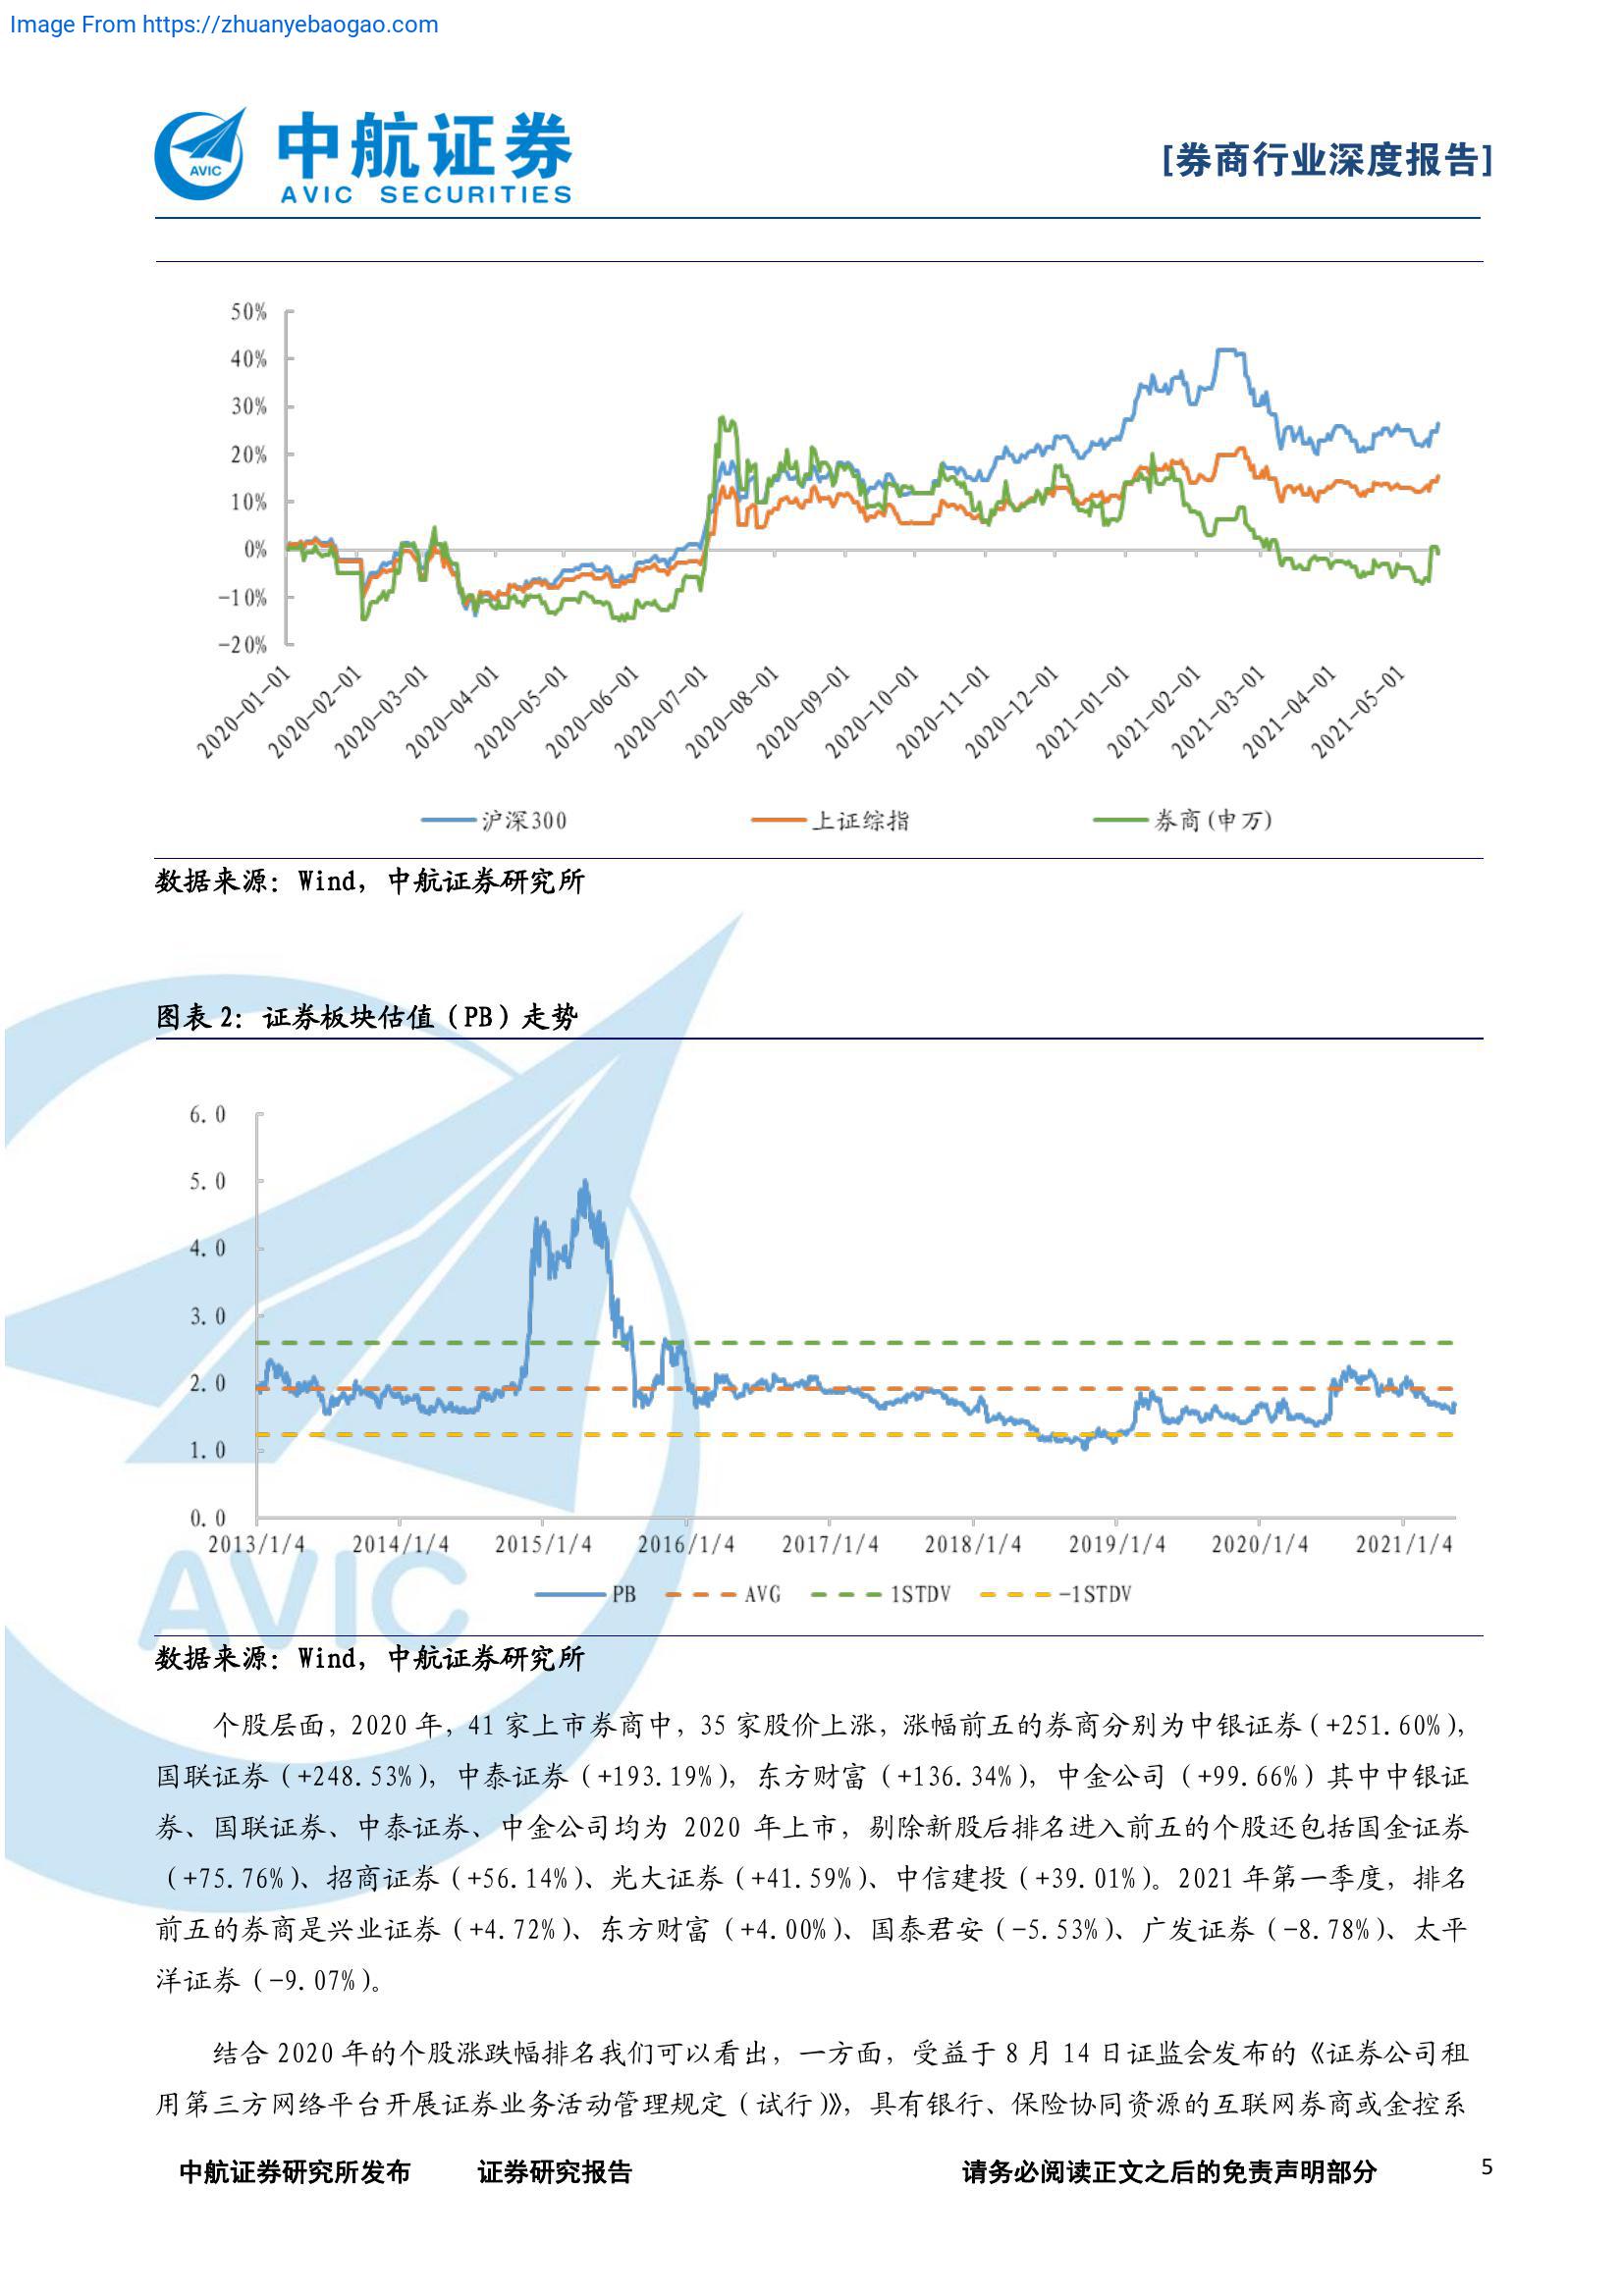 Image From https://zhuanyebaogao.com
中航证券
AVIC SECURITIES
AVIC
[券商行业深度报告]
50%
40%
30%
20%
10%
0%
-10%
-20%
2020-01-01
2020-02-01
2020-03-01
2020-04-01
2020-05-01
2020-06-01
2020-07-01
2020-08-01
2020-09-01
2020-10-01
2020-11-01
2020-12-01
2021-01-01
2021-02-01
2021-03-01
2021-04-01
2021-05-01
沪深300 上证综指 券商(申万)
数据来源：Wind，中航证券研究所
图表 2：证券板块估值（PB）走势
6.0
5.0
4.0
3.0
2.0
1.0
0.0
2013/1/4 2014/1/4 2015/1/4 2016/1/4 2017/1/4 2018/1/4 2019/1/4 2020/1/4 2021/1/4
PB AVG 1STDV -1STDV
AVIC
数据来源：Wind，中航证券研究所
个股层面，2020 年，41 家上市券商中，35 家股价上涨，涨幅前五的券商分别为中银证券（+251.60%），
国联证券（+248.53%），中泰证券（+193.19%），东方财富（+136.34%），中金公司（+99.66%）其中中银证
券、国联证券、中泰证券、中金公司均为 2020 年上市，剔除新股后排名进入前五的个股还包括国金证券
（+75.76%）、招商证券（+56.14%）、光大证券（+41.59%）、中信建投（+39.01%）。2021 年第一季度，排名
前五的券商是兴业证券（+4.72%）、东方财富（+4.00%）、国泰君安（-5.53%）、广发证券（-8.78%）、太平
洋证券（-9.07%）。
结合 2020 年的个股涨跌幅排名我们可以看出，一方面，受益于 8 月 14 日证监会发布的《证券公司租
用第三方网络平台开展证券业务活动管理规定（试行）》，具有银行、保险协同资源的互联网券商或金控系
中航证券研究所发布 证券研究报告 请务必阅读正文之后的免责声明部分 5